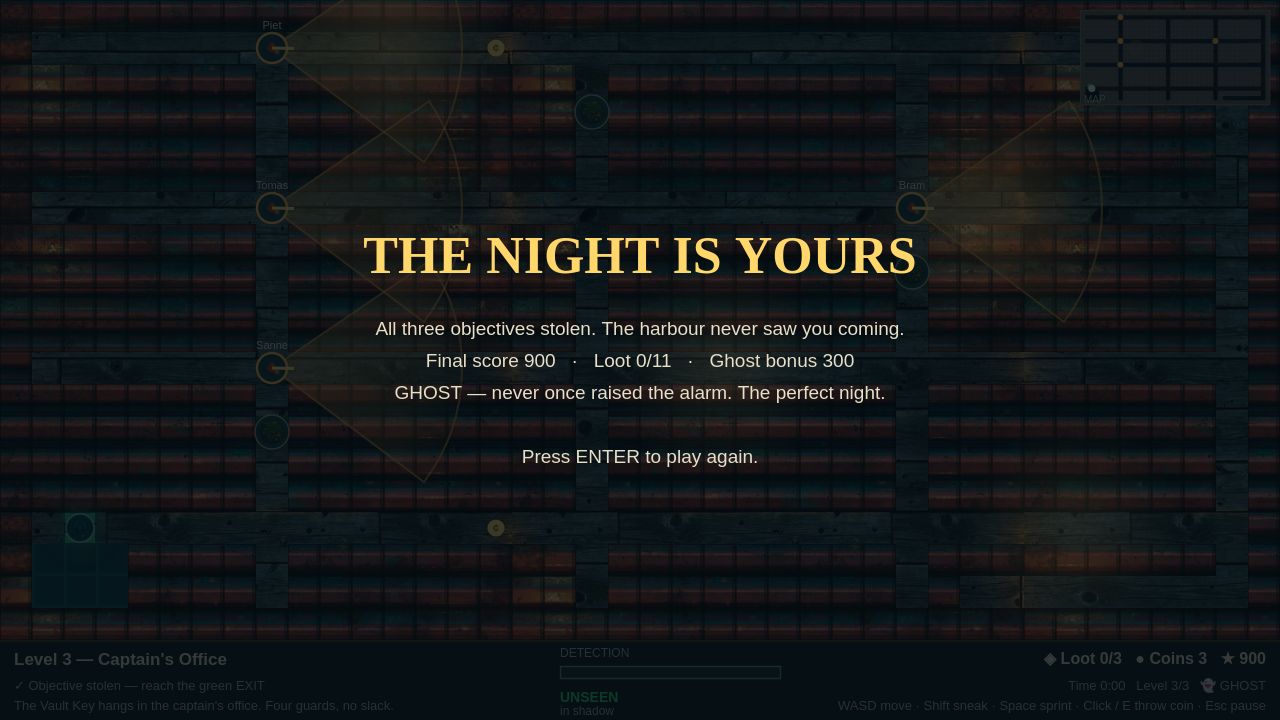 Piet
C
MAP
Tomas
Bram
THE NIGHT IS YOURS
All three objectives stolen. The harbour never saw you coming.
Final score 900 · Loot 0/11 · Ghost bonus 300
Sanne
GHOST — never once raised the alarm. The perfect night.
Press ENTER to play again.
C
Level 3 — Captain's Office
✓ Objective stolen — reach the green EXIT
The Vault Key hangs in the captain's office. Four guards, no slack.
DETECTION
UNSEEN
in shadow
◆ Loot 0/3 ● Coins 3 ★ 900
Time 0:00 Level 3/3 👻 GHOST
WASD move · Shift sneak · Space sprint · Click / E throw coin · Esc pause